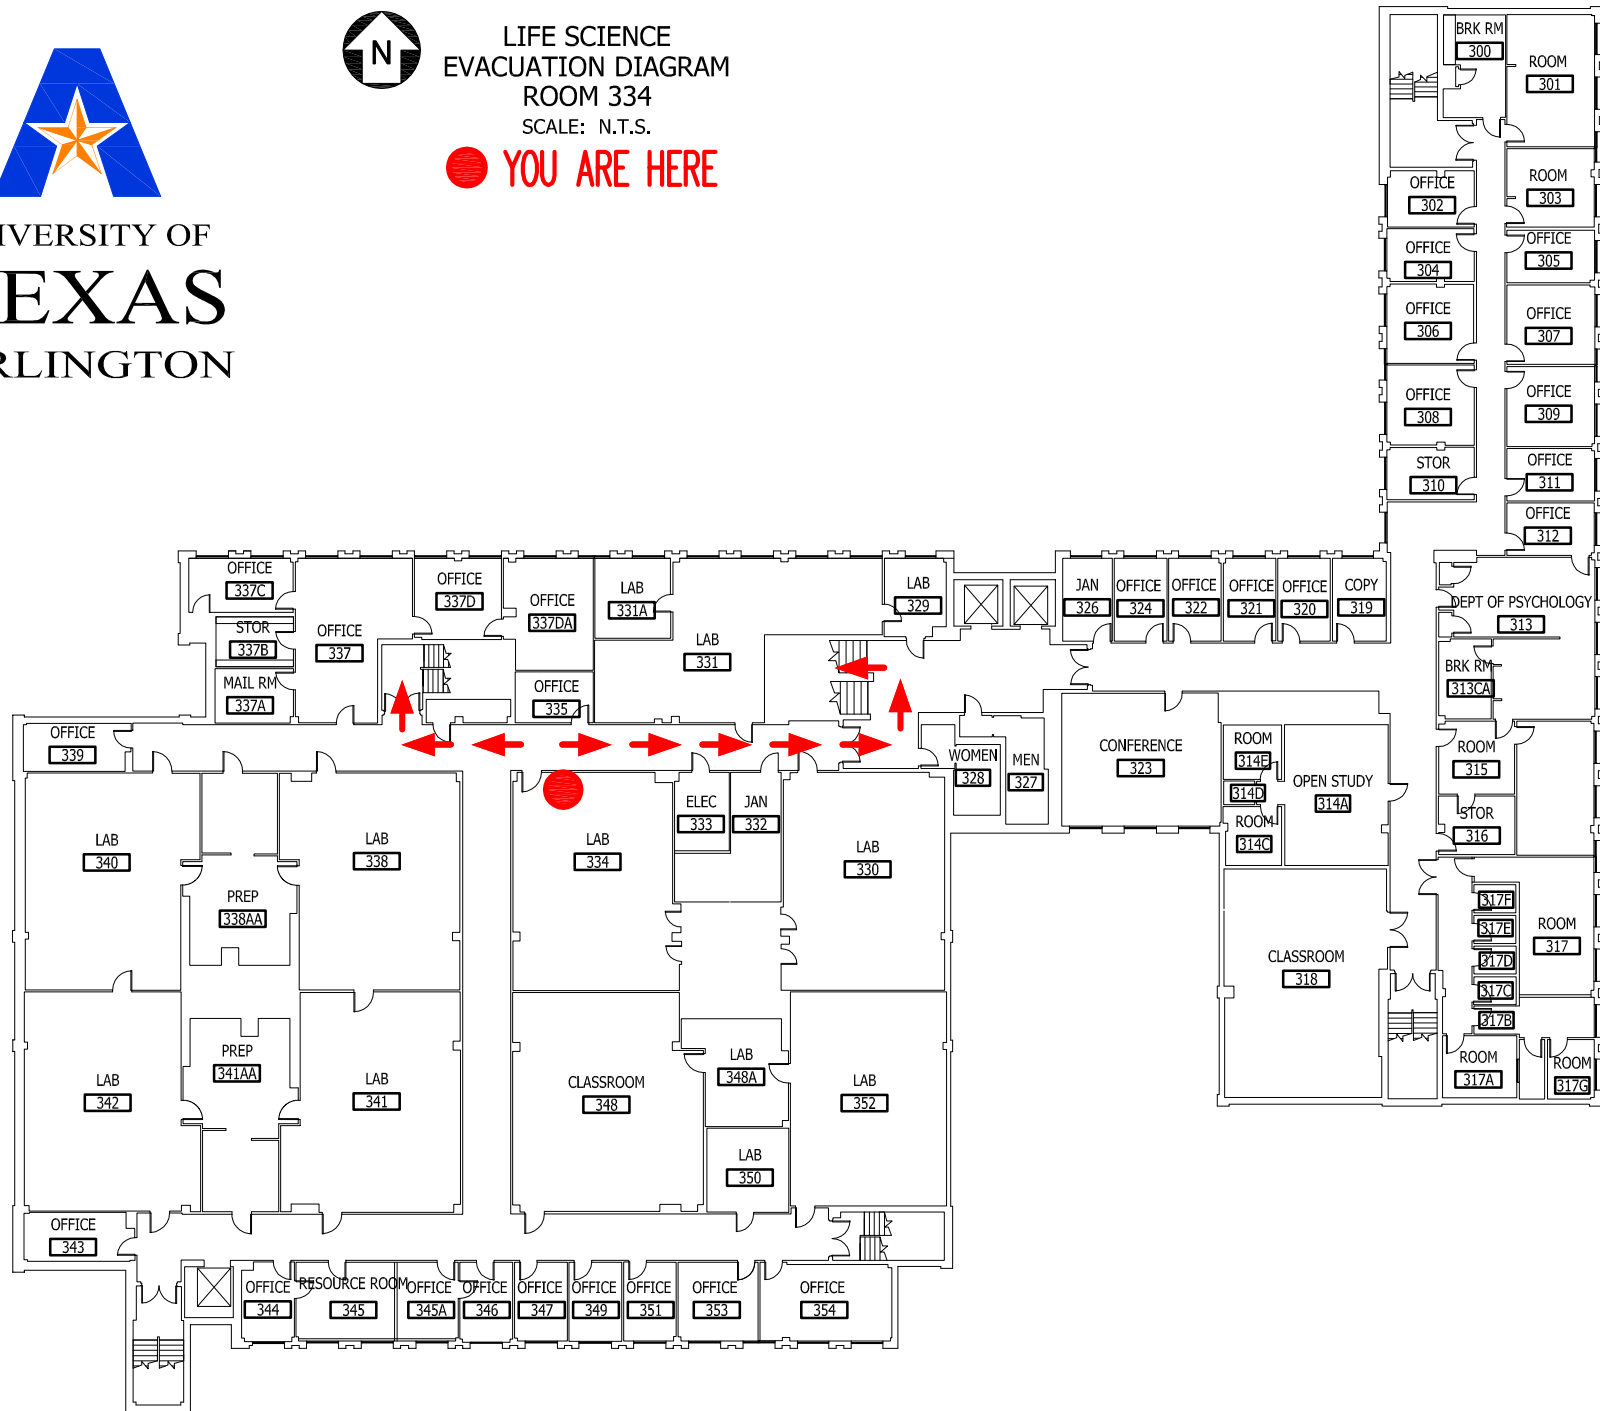 N
LIFE SCIENCE
EVACUATION DIAGRAM
ROOM 334
SCALE: N.T.S.
YOU ARE HERE
IVERSITY OF
EXAS
RLINGTON
BRK RM
300
ROOM
301
OFFICE
302
ROOM
303
OFFICE
304
OFFICE
305
OFFICE
306
OFFICE
307
OFFICE
308
OFFICE
309
STOR
310
OFFICE
311
OFFICE
312
OFFICE
337C
STOR
337B
MAIL RM
337A
OFFICE
337
OFFICE
337D
OFFICE
337DA
OFFICE
335
LAB
331A
LAB
331
LAB
329
JAN
326
OFFICE
324
OFFICE
322
OFFICE
321
OFFICE
320
COPY
319
DEPT OF PSYCHOLOGY
313
BRK RM
313CA
OFFICE
339
WOMEN
328
MEN
327
CONFERENCE
323
ROOM
314E
314D
ROOM
314C
OPEN STUDY
314A
ROOM
315
STOR
316
LAB
340
LAB
338
PREP
338AA
LAB
334
ELEC
333
JAN
332
LAB
330
CLASSROOM
318
317F
317E
317D
317C
317B
ROOM
317
ROOM
317A
ROOM
317G
LAB
342
PREP
341AA
LAB
341
CLASSROOM
348
LAB
348A
LAB
352
LAB
350
OFFICE
343
OFFICE
344
RESOURCE ROOM
345
OFFICE
345A
OFFICE
346
OFFICE
347
OFFICE
349
OFFICE
351
OFFICE
353
OFFICE
354